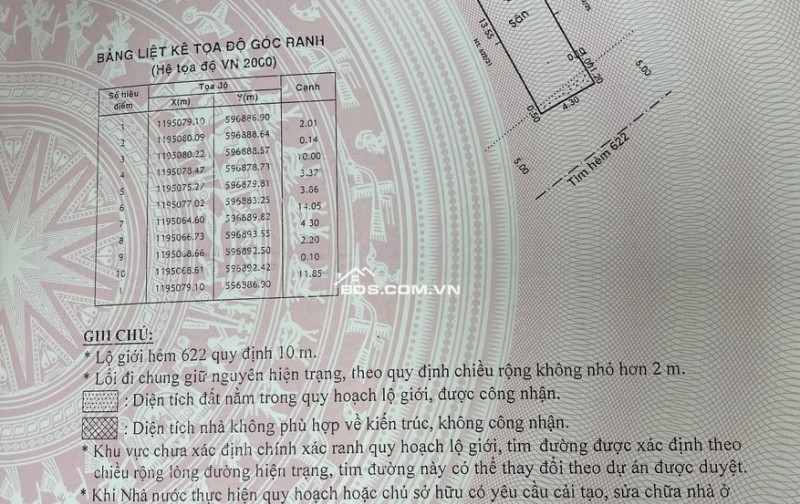 BẢNG LIỆT KÊ TỌA ĐỘ GÓC RANH
(Hệ tọa độ VN 2000)
Số hiệu điểm Tọa độ Cạnh
X(m) Y(m)
1 1195079.10 596886.90
2.01
2 1195080.09 596888.64
0.14
3 1195080.22 596888.57
10.00
4 1195078.47 596878.73
3.37
5 1195075.27 596879.81
3.86
6 1195077.02 596883.25
14.05
7 1195064.60 596889.82
4.30
8 1195066.73 596893.55
2.20
9 1195068.66 596892.50
0.10
10 1195068.61 596892.42
11.85
1 1195079.10 596886.90
13.55
Sân
1.20
0.50
4.30
5.00
5.00
Tim hẻm 622
BDS.COM.VN
GHI CHÚ:
* Lộ giới hẻm 622 quy định 10 m.
* Lối đi chung giữ nguyên hiện trạng, theo quy định chiều rộng không nhỏ hơn 2 m.
: Diện tích đất nằm trong quy hoạch lộ giới, được công nhận.
: Diện tích nhà không phù hợp về kiến trúc, không công nhận.
* Khu vực chưa xác định chính xác ranh quy hoạch lộ giới, tim đường được xác định theo
chiều rộng lòng đường hiện trạng, tim đường này có thể thay đổi theo dự án được duyệt.
* Khi Nhà nước thực hiện quy hoạch hoặc chủ sở hữu có yêu cầu cải tạo, sửa chữa nhà ở